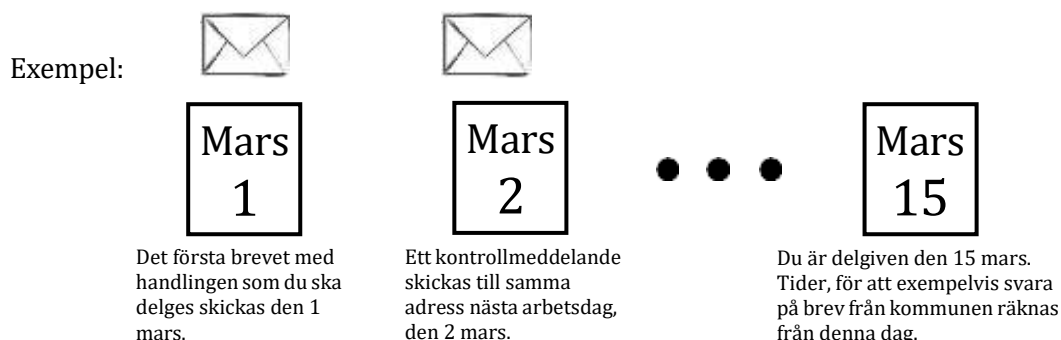 Exempel:
Mars
1
Det första brevet med
handlingen som du ska
delges skickas den 1
mars.
Mars
2
Ett kontrollmeddelande
skickas till samma
adress nästa arbetsdag,
den 2 mars.
Mars
15
Du är delgiven den 15 mars.
Tider, för att exempelvis svara
på brev från kommunen räknas
från denna dag.